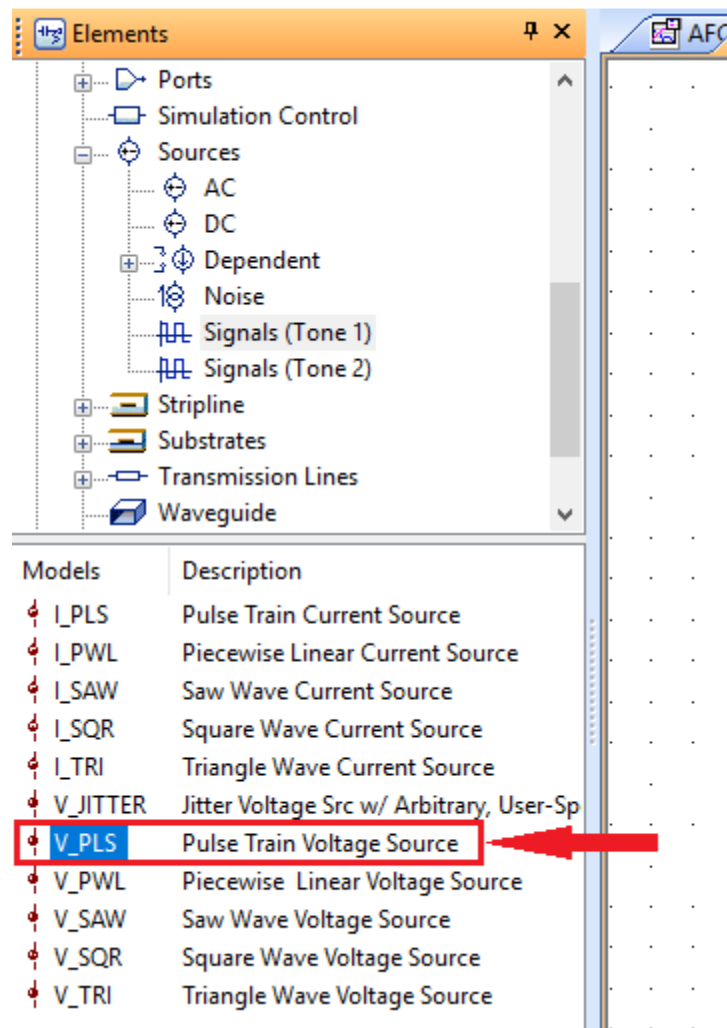 Elements
AFC
Ports
Simulation Control
Sources
AC
DC
Dependent
Noise
Signals (Tone 1)
Signals (Tone 2)
Stripline
Substrates
Transmission Lines
Waveguide
Models Description
I_PLS Pulse Train Current Source
I_PWL Piecewise Linear Current Source
I_SAW Saw Wave Current Source
I_SQR Square Wave Current Source
I_TRI Triangle Wave Current Source
V_JITTER Jitter Voltage Src w/ Arbitrary, User-Sp
V_PLS Pulse Train Voltage Source
V_PWL Piecewise Linear Voltage Source
V_SAW Saw Wave Voltage Source
V_SQR Square Wave Voltage Source
V_TRI Triangle Wave Voltage Source